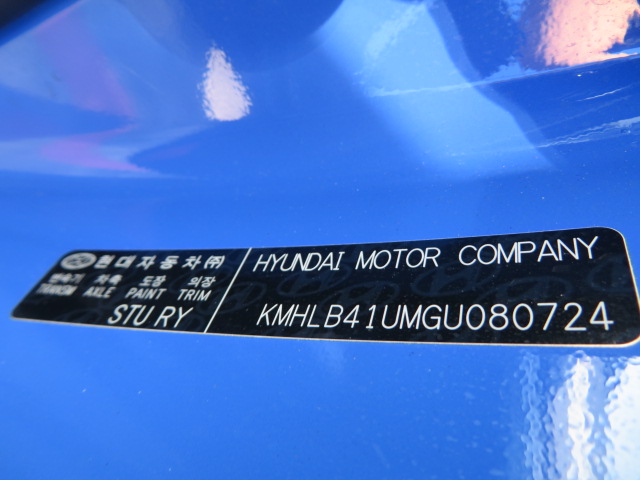 현대자동차㈜
변속기 차축 도장 외장
TRANSM AXLE PAINT TRIM
STU RY
HYUNDAI MOTOR COMPANY
KMHLB41UMGU080724